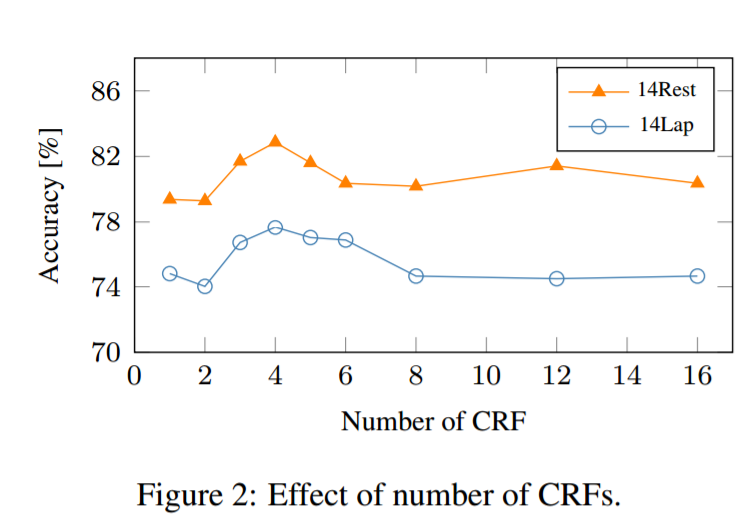 86
82
78
74
70
Accuracy [%]
14Rest
14Lap
0 2 4 6 8 10 12 14 16
Number of CRF
Figure 2: Effect of number of CRFs.